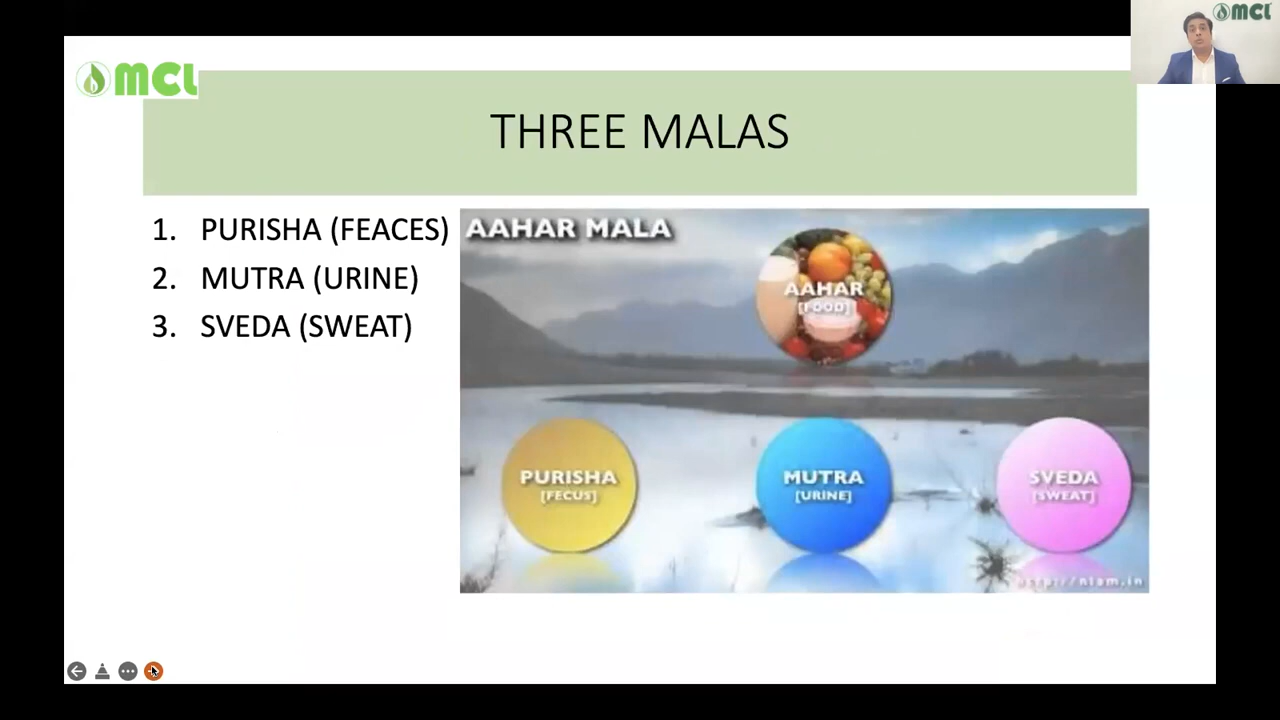 MCL
MCL
THREE MALAS
1. PURISHA (FEACES)
2. MUTRA (URINE)
3. SVEDA (SWEAT)
AAHAR MALA
AAHAR
[FOOD]
PURISHA
[FECUS]
MUTRA
[URINE]
SVEDA
[SWEAT]